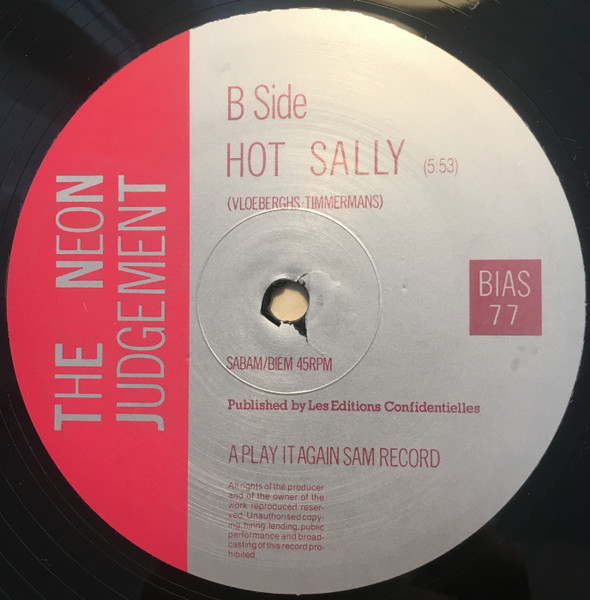 THE NEON
JUDGEMENT
B Side
HOT SALLY (5:53)
(VLOEBERGHS-TIMMERMANS)
BIAS
77
SABAM/BIEM 45RPM
Published by Les Editions Confidentielles
A PLAY IT AGAIN SAM RECORD
All rights of the producer
and of the owner of the
work reproduced reser-
ved. Unauthorised copy-
ing, hiring, lending, public
performance and broad-
casting of this record pro-
hibited.